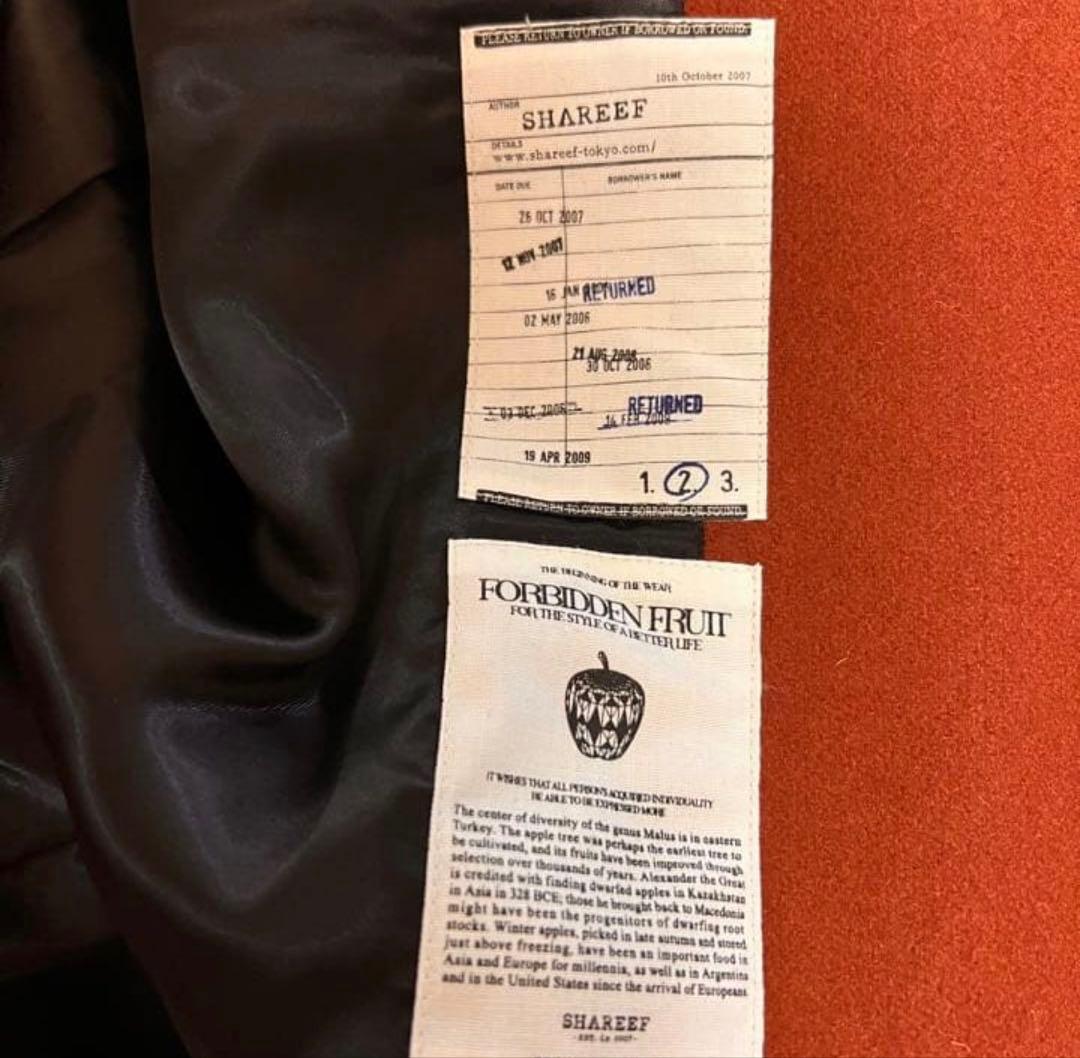 PLEASE RETURN TO OWNER IF BORROWED OR FOUND.
10th October 2007
AUTHOR
SHAREEF
DETAILS
www.shareef-tokyo.com/
DATE DUE BORROWER'S NAME
26 OCT 2007
12 NOV 2007
16 JAN RETURNED
02 MAY 2006
21 AUG 2008
30 OCT 2006
03 DEC 2006 RETURNED
14 FEB 2009
19 APR 2009
1. 2. 3.
PLEASE RETURN TO OWNER IF BORROWED OR FOUND.
THE BEGINNING OF THE WEAR
FORBIDDEN FRUIT
FOR THE STYLE OF A BETTER LIFE
IT WISHES THAT ALL PERSON'S ACQUIRED INDIVIDUALITY
BE ABLE TO BE EXPRESSED MORE
The center of diversity of the genus Malus is in eastern
Turkey. The apple tree was perhaps the earliest tree to
be cultivated, and its fruits have been improved through
selection over thousands of years. Alexander the Great
is credited with finding dwarfed apples in Kazakhstan
in Asia in 328 BCE; those he brought back to Macedonia
might have been the progenitors of dwarfing root
stocks. Winter apples, picked in late autumn and stored
just above freezing, have been an important food in
Asia and Europe for millennia, as well as in Argentina
and in the United States since the arrival of Europeans
SHAREEF